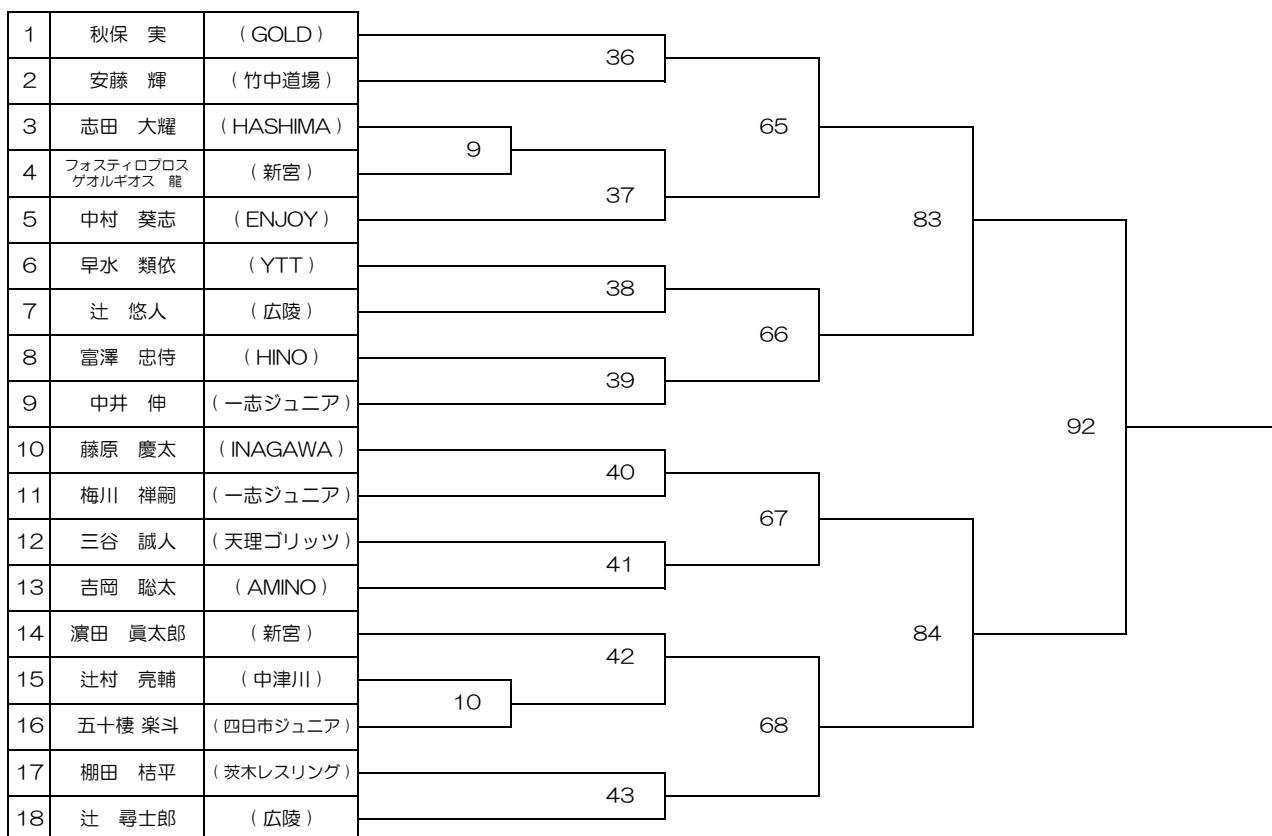 1 秋保 実 (GOLD)
36
2 安藤 輝 (竹中道場)
3 志田 大耀 (HASHIMA)
65
9
4 フォスティロプロス
ゲオルギオス 龍 (新宮)
37
5 中村 葵志 (ENJOY)
83
6 早水 類依 (YTT)
38
7 辻 悠人 (広陵)
66
8 富澤 忠侍 (HINO)
39
9 中井 伸 (一志ジュニア)
92
10 藤原 慶太 (INAGAWA)
40
11 梅川 禅嗣 (一志ジュニア)
67
12 三谷 誠人 (天理ゴリッツ)
41
13 吉岡 聡太 (AMINO)
14 濵田 眞太郎 (新宮)
84
42
15 辻村 亮輔 (中津川)
10
16 五十棲 楽斗 (四日市ジュニア)
68
17 棚田 桔平 (茨木レスリング)
43
18 辻 尋士郎 (広陵)